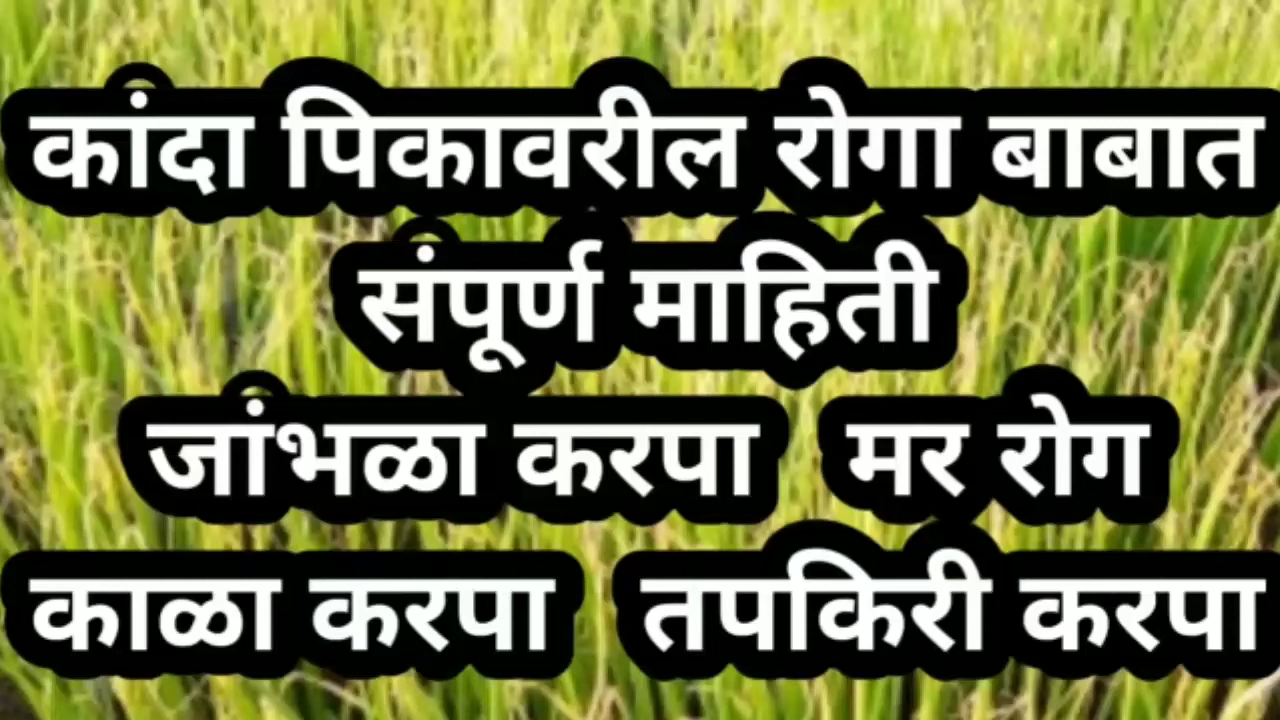 कांदा पिकावरील रोगा बाबात
संपूर्ण माहिती
जांभळा करपा मर रोग
काळा करपा तपकिरी करपा